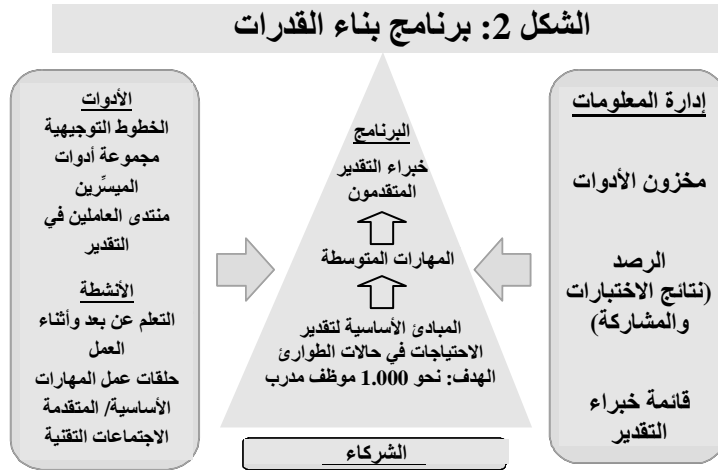 الشكل 2: برنامج بناء القدرات
إدارة المعلومات
مخزون الأدوات
الرصد
(نتائج الاختبارات
والمشاركة)
قائمة خبراء
التقدير
البرنامج
خبراء التقدير
المتقدمون
المهارات المتوسطة
المبادئ الأساسية لتقدير
الاحتياجات في حالات الطوارئ
الهدف: نحو 1.000 موظف مدرب
الأدوات
الخطوط التوجيهية
مجموعة أدوات
الميسِّرين
منتدى العاملين في
التقدير
الأنشطة
التعلم عن بعد وأثناء
العمل
حلقات عمل المهارات
الأساسية/ المتقدمة
الاجتماعات التقنية
الشركاء